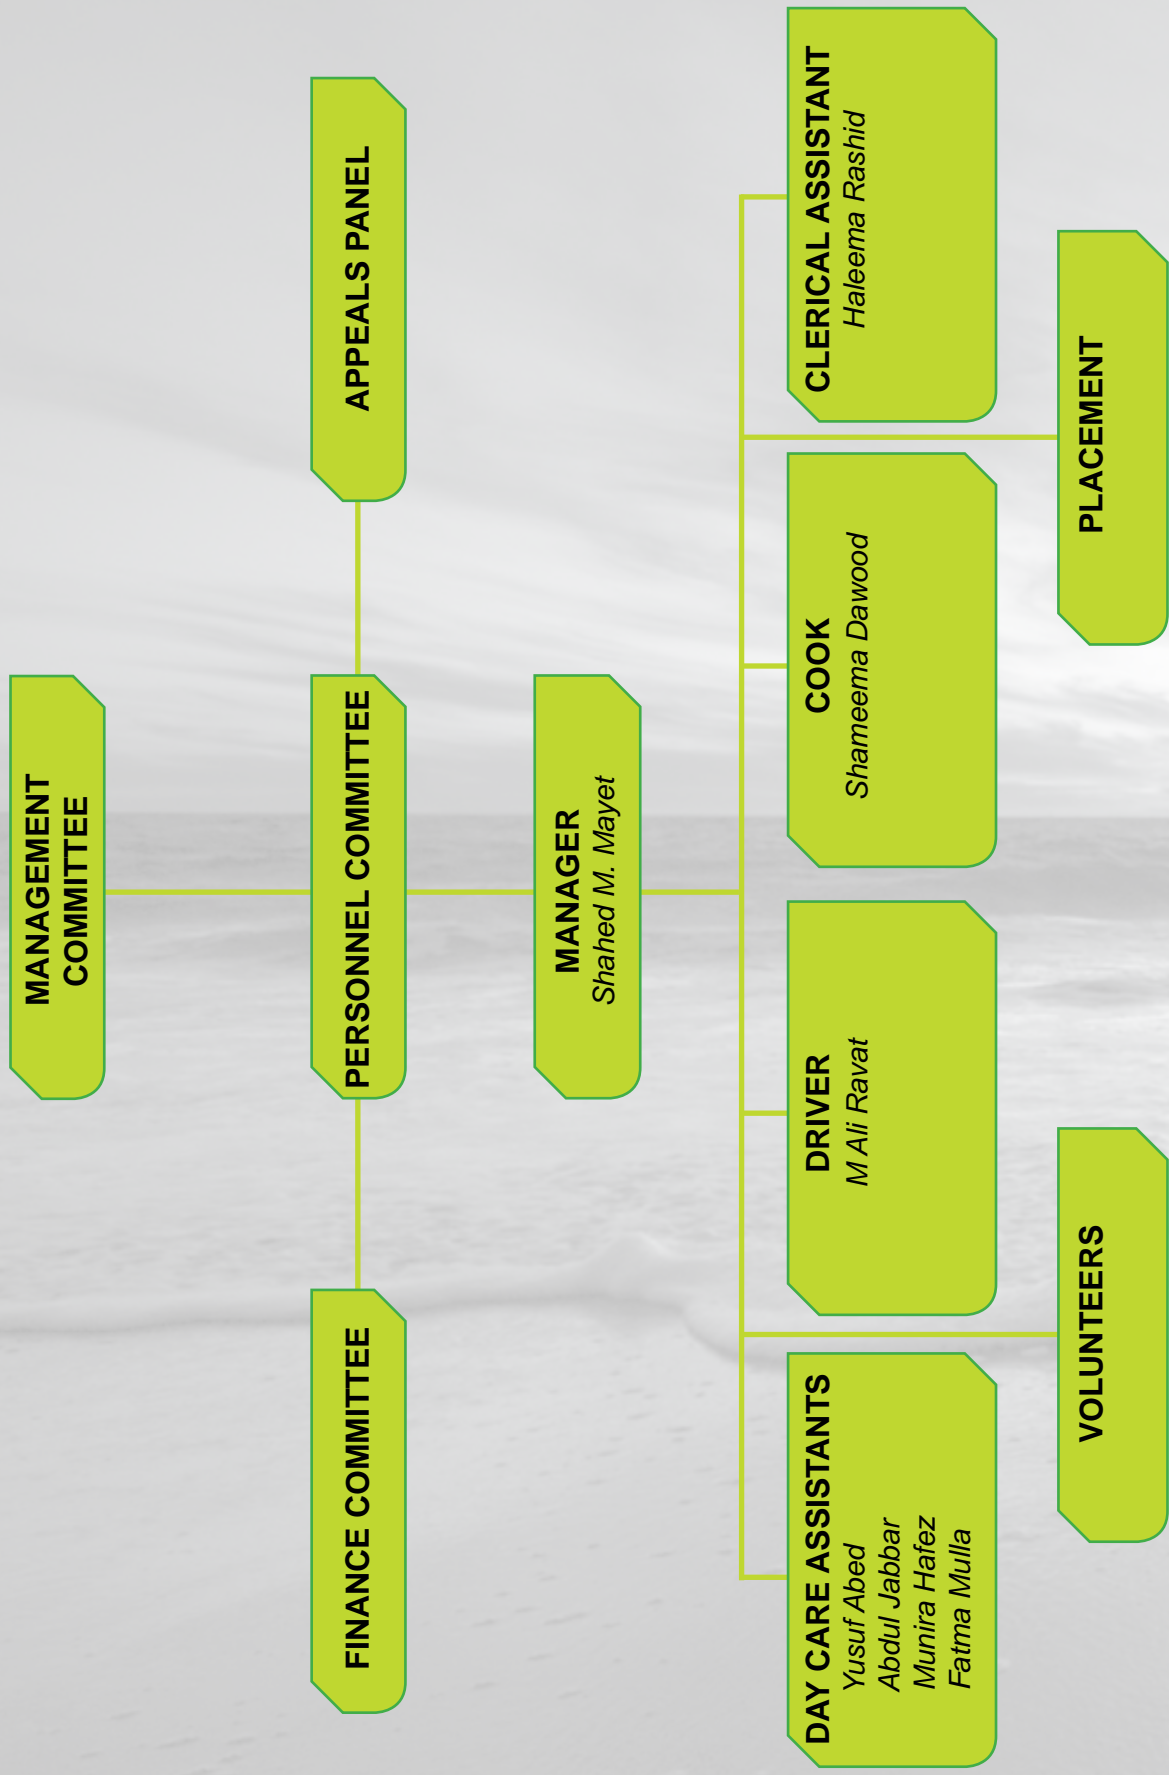 MANAGEMENT
COMMITTEE
FINANCE COMMITTEE
PERSONNEL COMMITTEE
APPEALS PANEL
MANAGER
Shahed M. Mayet
DAY CARE ASSISTANTS
Yusuf Abed
Abdul Jabbar
Munira Hafez
Fatma Mulla
DRIVER
M Ali Ravat
COOK
Shameema Dawood
CLERICAL ASSISTANT
Haleema Rashid
VOLUNTEERS
PLACEMENT